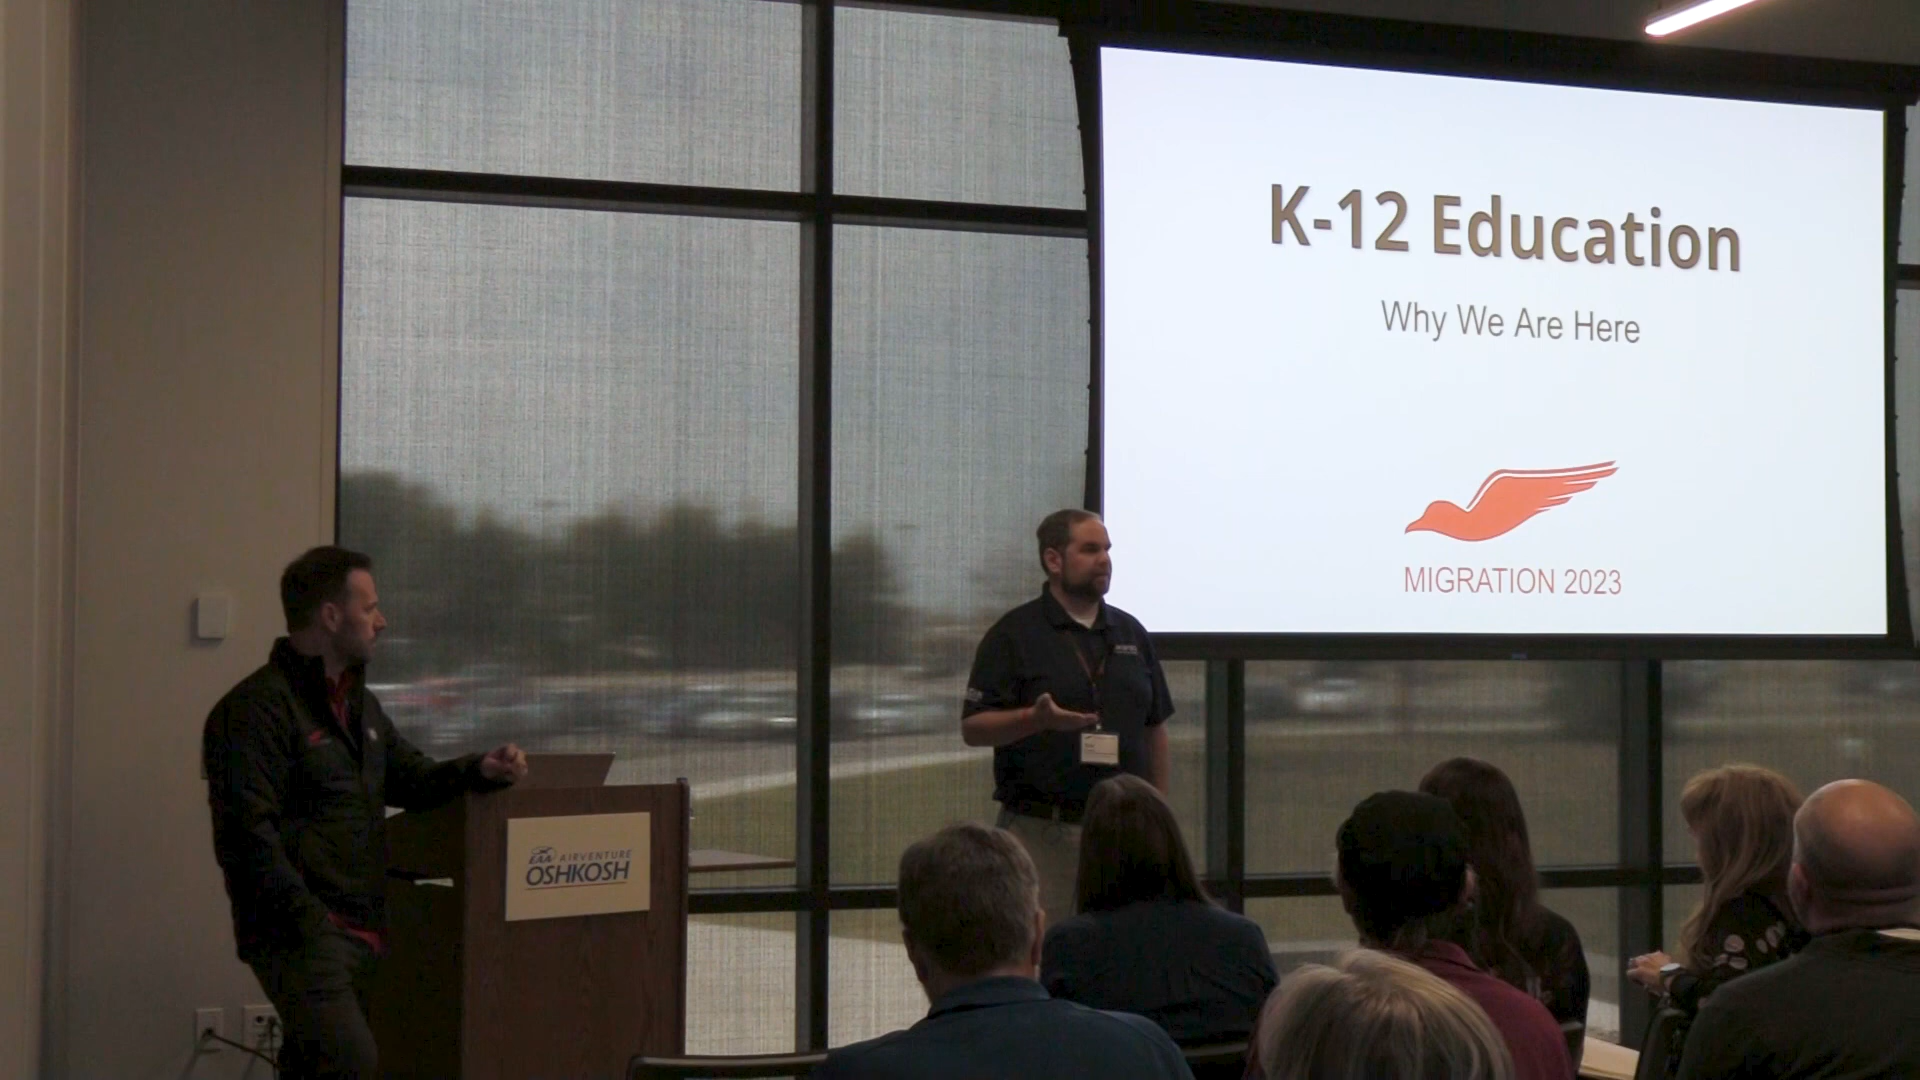 K-12 Education
Why We Are Here
MIGRATION 2023
EAA AIRVENTURE
OSHKOSH